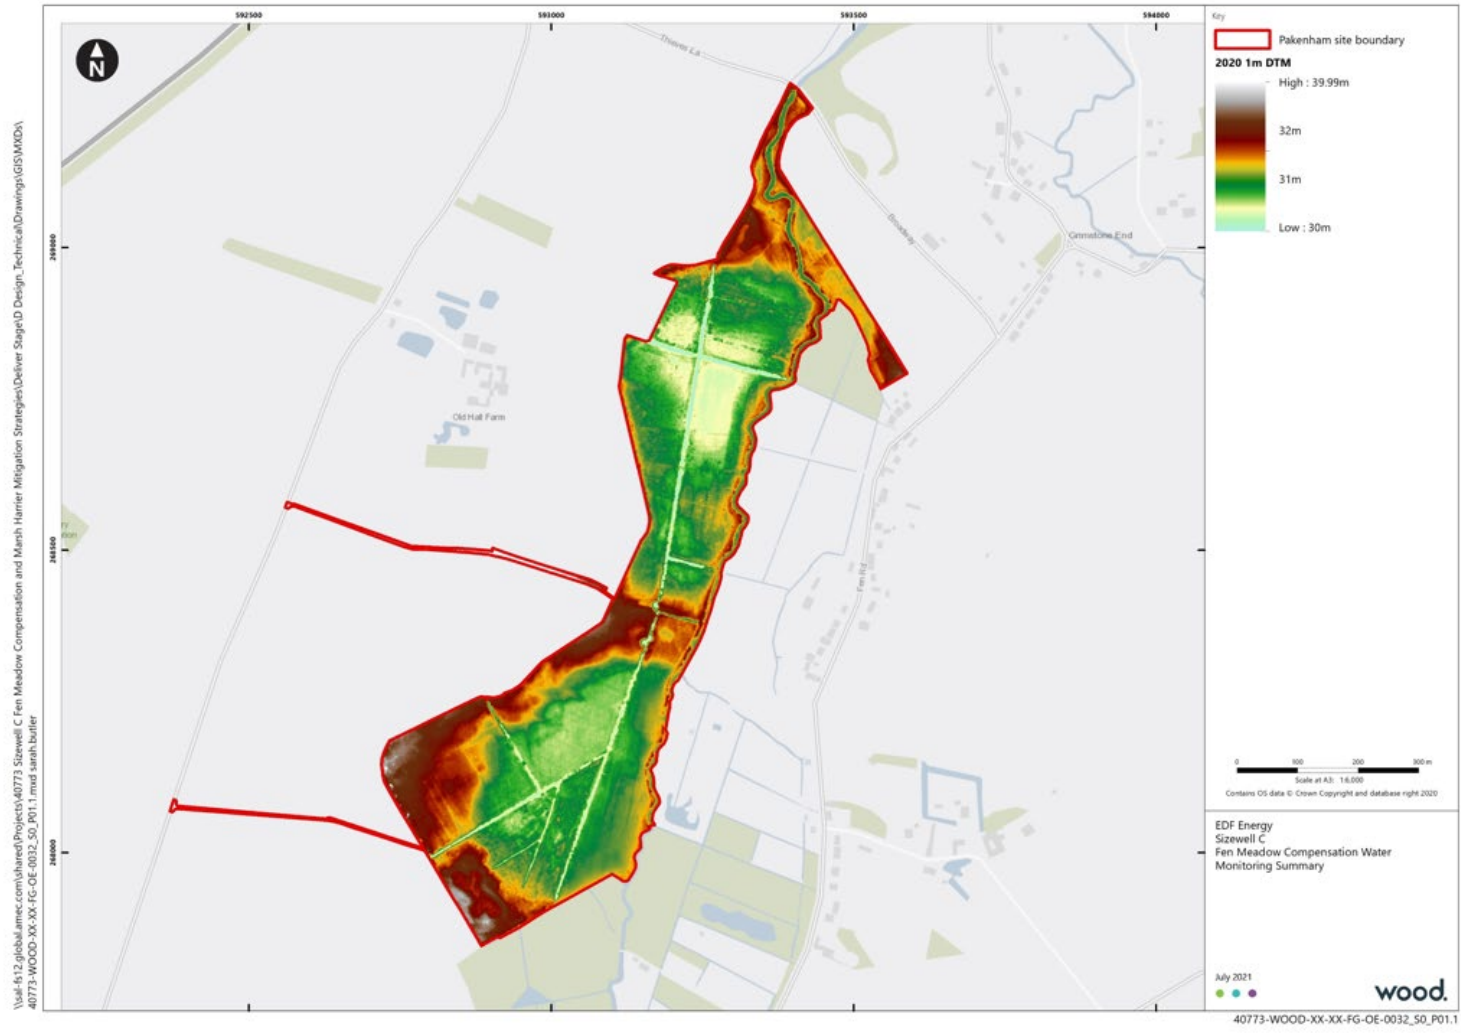 592500
593000
593500
594000
Key
Pakenham site boundary
2020 1m DTM
High : 39.99m
32m
31m
Low : 30m
N
Thieves La
Broadway
Grimstone End
269000
Old Hall Farm
268500
Fen Rd
268000
0 100 200 300 m
Scale at A3: 1:6,000
Contains OS data © Crown Copyright and database right 2020
EDF Energy
Sizewell C
Fen Meadow Compensation Water
Monitoring Summary
July 2021
wood.
40773-WOOD-XX-XX-FG-OE-0032_S0_P01.1
\\sal-fs12.global.amec.com\shared\Projects\40773 Sizewell C Fen Meadow Compensation and Marsh Harrier Mitigation Strategies\Deliver Stage\D Design_Technical\Drawings\GIS\MXDs\
40773-WOOD-XX-XX-FG-OE-0032_S0_P01.1.mxd sarah.butler